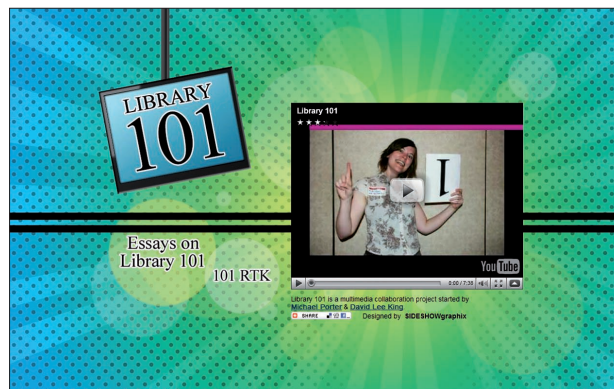 LIBRARY
101
Library 101
1
YouTube
0:00 / 7:38
Essays on
Library 101
101 RTK
Library 101 is a multimedia collaboration project started by
Michael Porter & David Lee King
SHARE
Designed by SIDESHOWgraphix